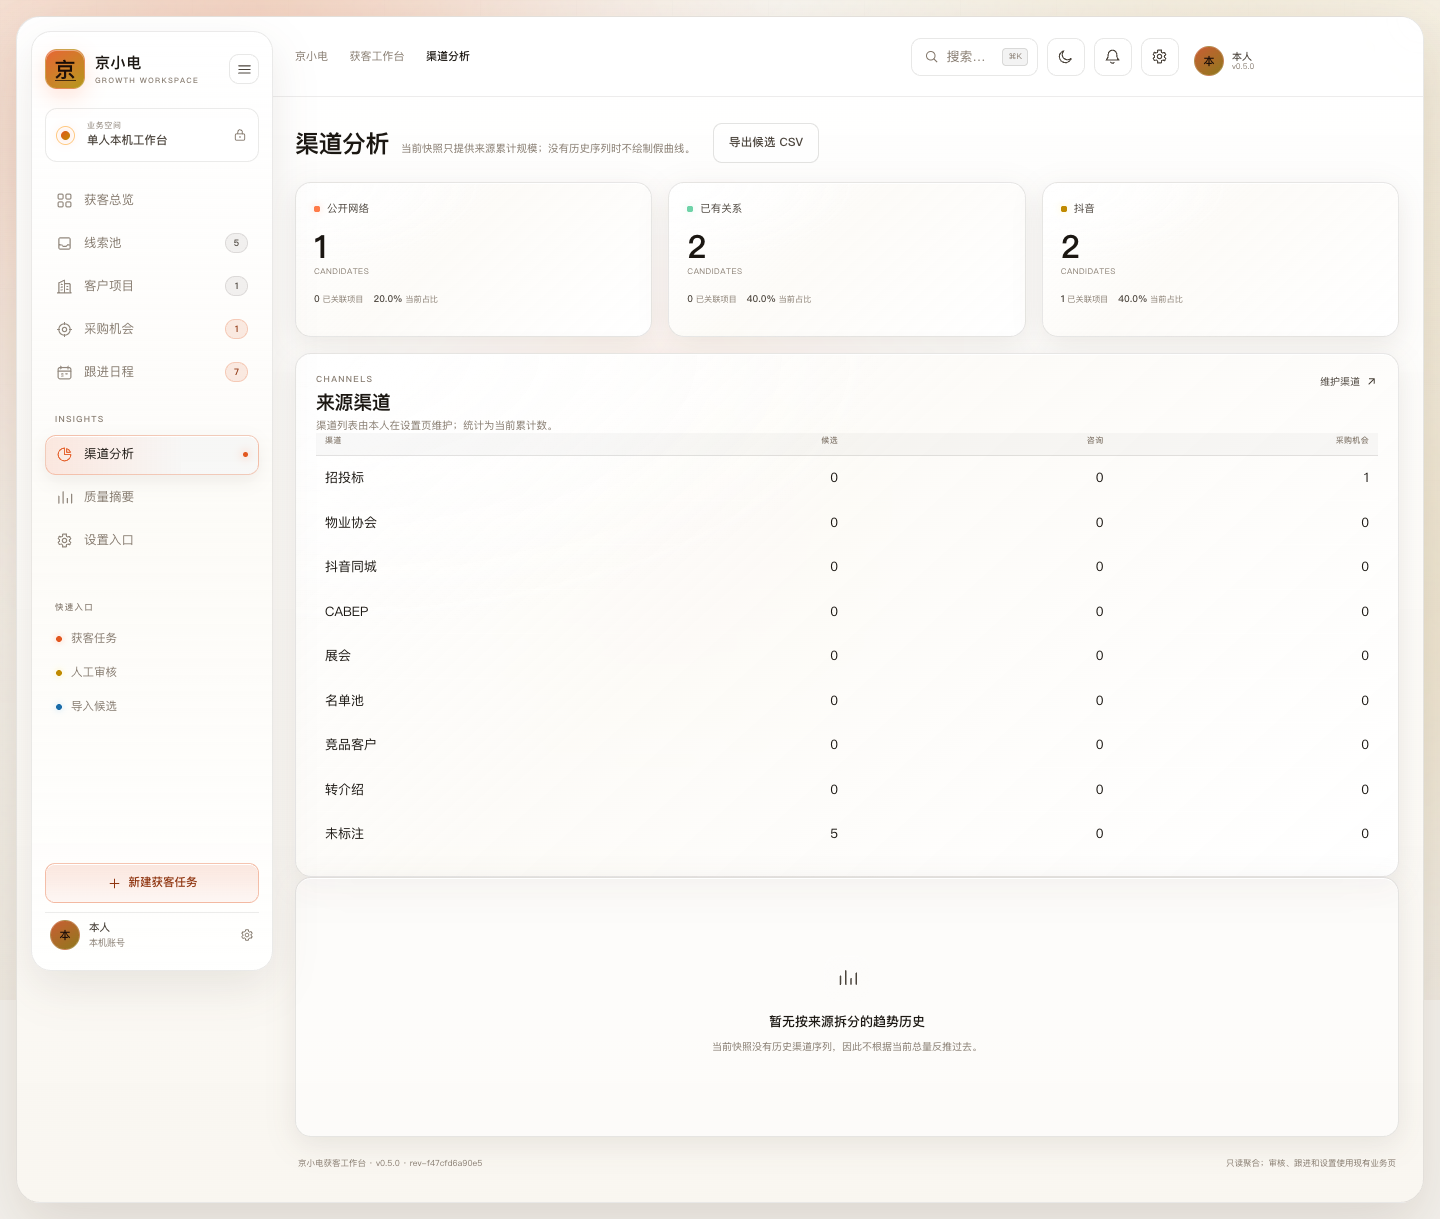 京
京小电
GROWTH WORKSPACE
业务空间
单人本机工作台
获客总览
线索池 5
客户项目 1
采购机会 1
跟进日程 7
INSIGHTS
渠道分析
质量摘要
设置入口
快速入口
获客任务
人工审核
导入候选
新建获客任务
本
本人
本机账号
京小电 获客工作台 渠道分析
搜索... ⌘K
本
本人
v0.5.0
渠道分析
当前快照只提供来源累计规模；没有历史序列时不绘制假曲线。
导出候选 CSV
公开网络
1
CANDIDATES
0 已关联项目 20.0% 当前占比
已有关系
2
CANDIDATES
0 已关联项目 40.0% 当前占比
抖音
2
CANDIDATES
1 已关联项目 40.0% 当前占比
CHANNELS
来源渠道
渠道列表由本人在设置页维护；统计为当前累计数。
维护渠道
渠道 候选 咨询 采购机会
招投标 0 0 1
物业协会 0 0 0
抖音同城 0 0 0
CABEP 0 0 0
展会 0 0 0
名单池 0 0 0
竞品客户 0 0 0
转介绍 0 0 0
未标注 5 0 0
暂无按来源拆分的趋势历史
当前快照没有历史渠道序列，因此不根据当前总量反推过去。
京小电获客工作台 · v0.5.0 · rev-f47cfd6a90e5
只读聚合；审核、跟进和设置使用现有业务页